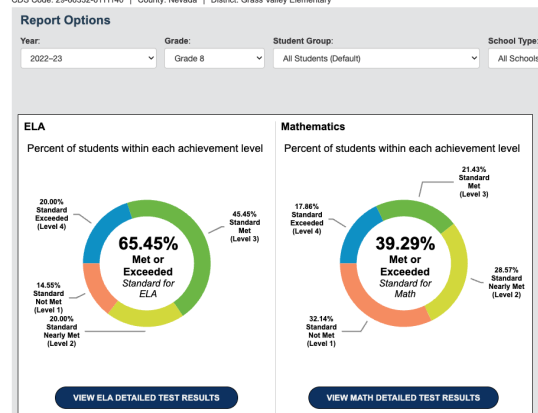 CDS Code: 29-66332-6111140 | County: Nevada | District: Grass Valley Elementary
Report Options
Year: Grade: Student Group: School Type:
2022–23 Grade 8 All Students (Default) All Schools
ELA
Percent of students within each achievement level
20.00%
Standard
Exceeded
(Level 4)
45.45%
Standard
Met
(Level 3)
65.45%
Met or
Exceeded
Standard for
ELA
14.55%
Standard
Not Met
(Level 1)
20.00%
Standard
Nearly Met
(Level 2)
VIEW ELA DETAILED TEST RESULTS
Mathematics
Percent of students within each achievement level
21.43%
Standard
Met
(Level 3)
17.86%
Standard
Exceeded
(Level 4)
39.29%
Met or
Exceeded
Standard for
Math
28.57%
Standard
Nearly Met
(Level 2)
32.14%
Standard
Not Met
(Level 1)
VIEW MATH DETAILED TEST RESULTS